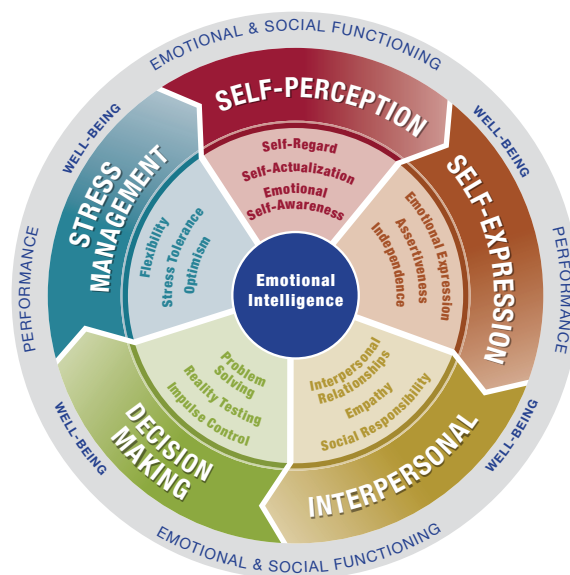 EMOTIONAL & SOCIAL FUNCTIONING
WELL-BEING
WELL-BEING
PERFORMANCE
PERFORMANCE
SELF-PERCEPTION
Self-Regard
Self-Actualization
Emotional
Self-Awareness
SELF-EXPRESSION
Emotional Expression
Assertiveness
Independence
INTERPERSONAL
Interpersonal
Relationships
Empathy
Social Responsibility
DECISION
MAKING
Problem
Solving
Reality Testing
Impulse Control
STRESS
MANAGEMENT
Flexibility
Stress Tolerance
Optimism
Emotional
Intelligence
WELL-BEING
WELL-BEING
EMOTIONAL & SOCIAL FUNCTIONING